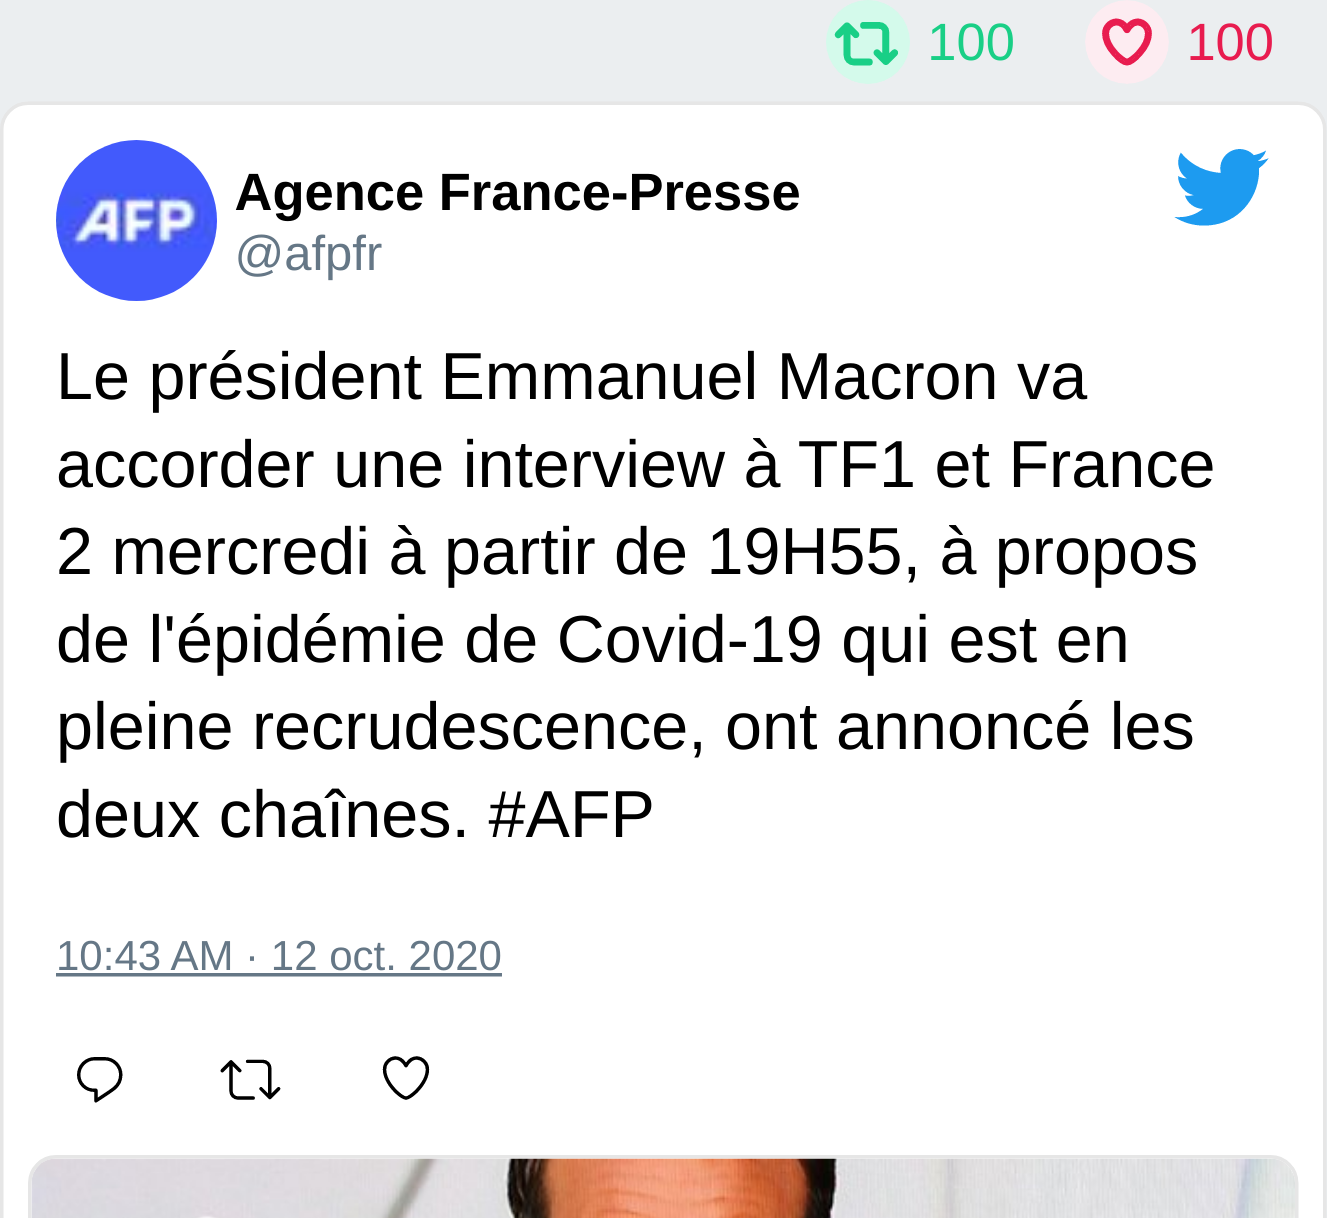 100 100
AFP
Agence France-Presse
@afpfr
Le président Emmanuel Macron va
accorder une interview à TF1 et France
2 mercredi à partir de 19H55, à propos
de l'épidémie de Covid-19 qui est en
pleine recrudescence, ont annoncé les
deux chaînes. #AFP
10:43 AM · 12 oct. 2020